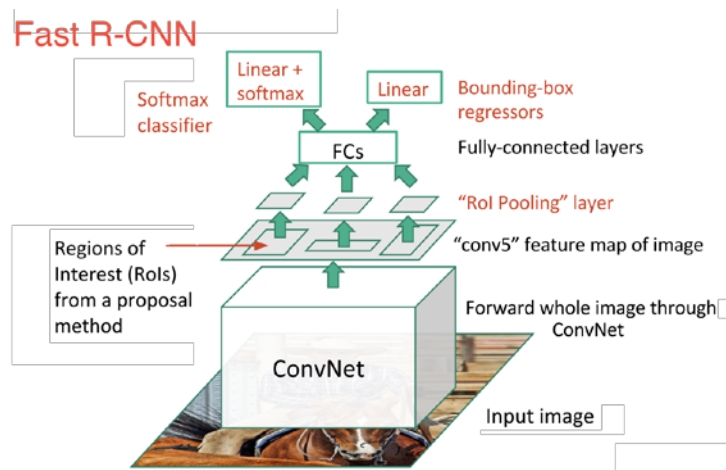 Fast R-CNN
Linear +
softmax
Linear
Softmax
classifier
Bounding-box
regressors
FCs
Fully-connected layers
"RoI Pooling" layer
Regions of
Interest (RoIs)
from a proposal
method
"conv5" feature map of image
Forward whole image through
ConvNet
ConvNet
Input image